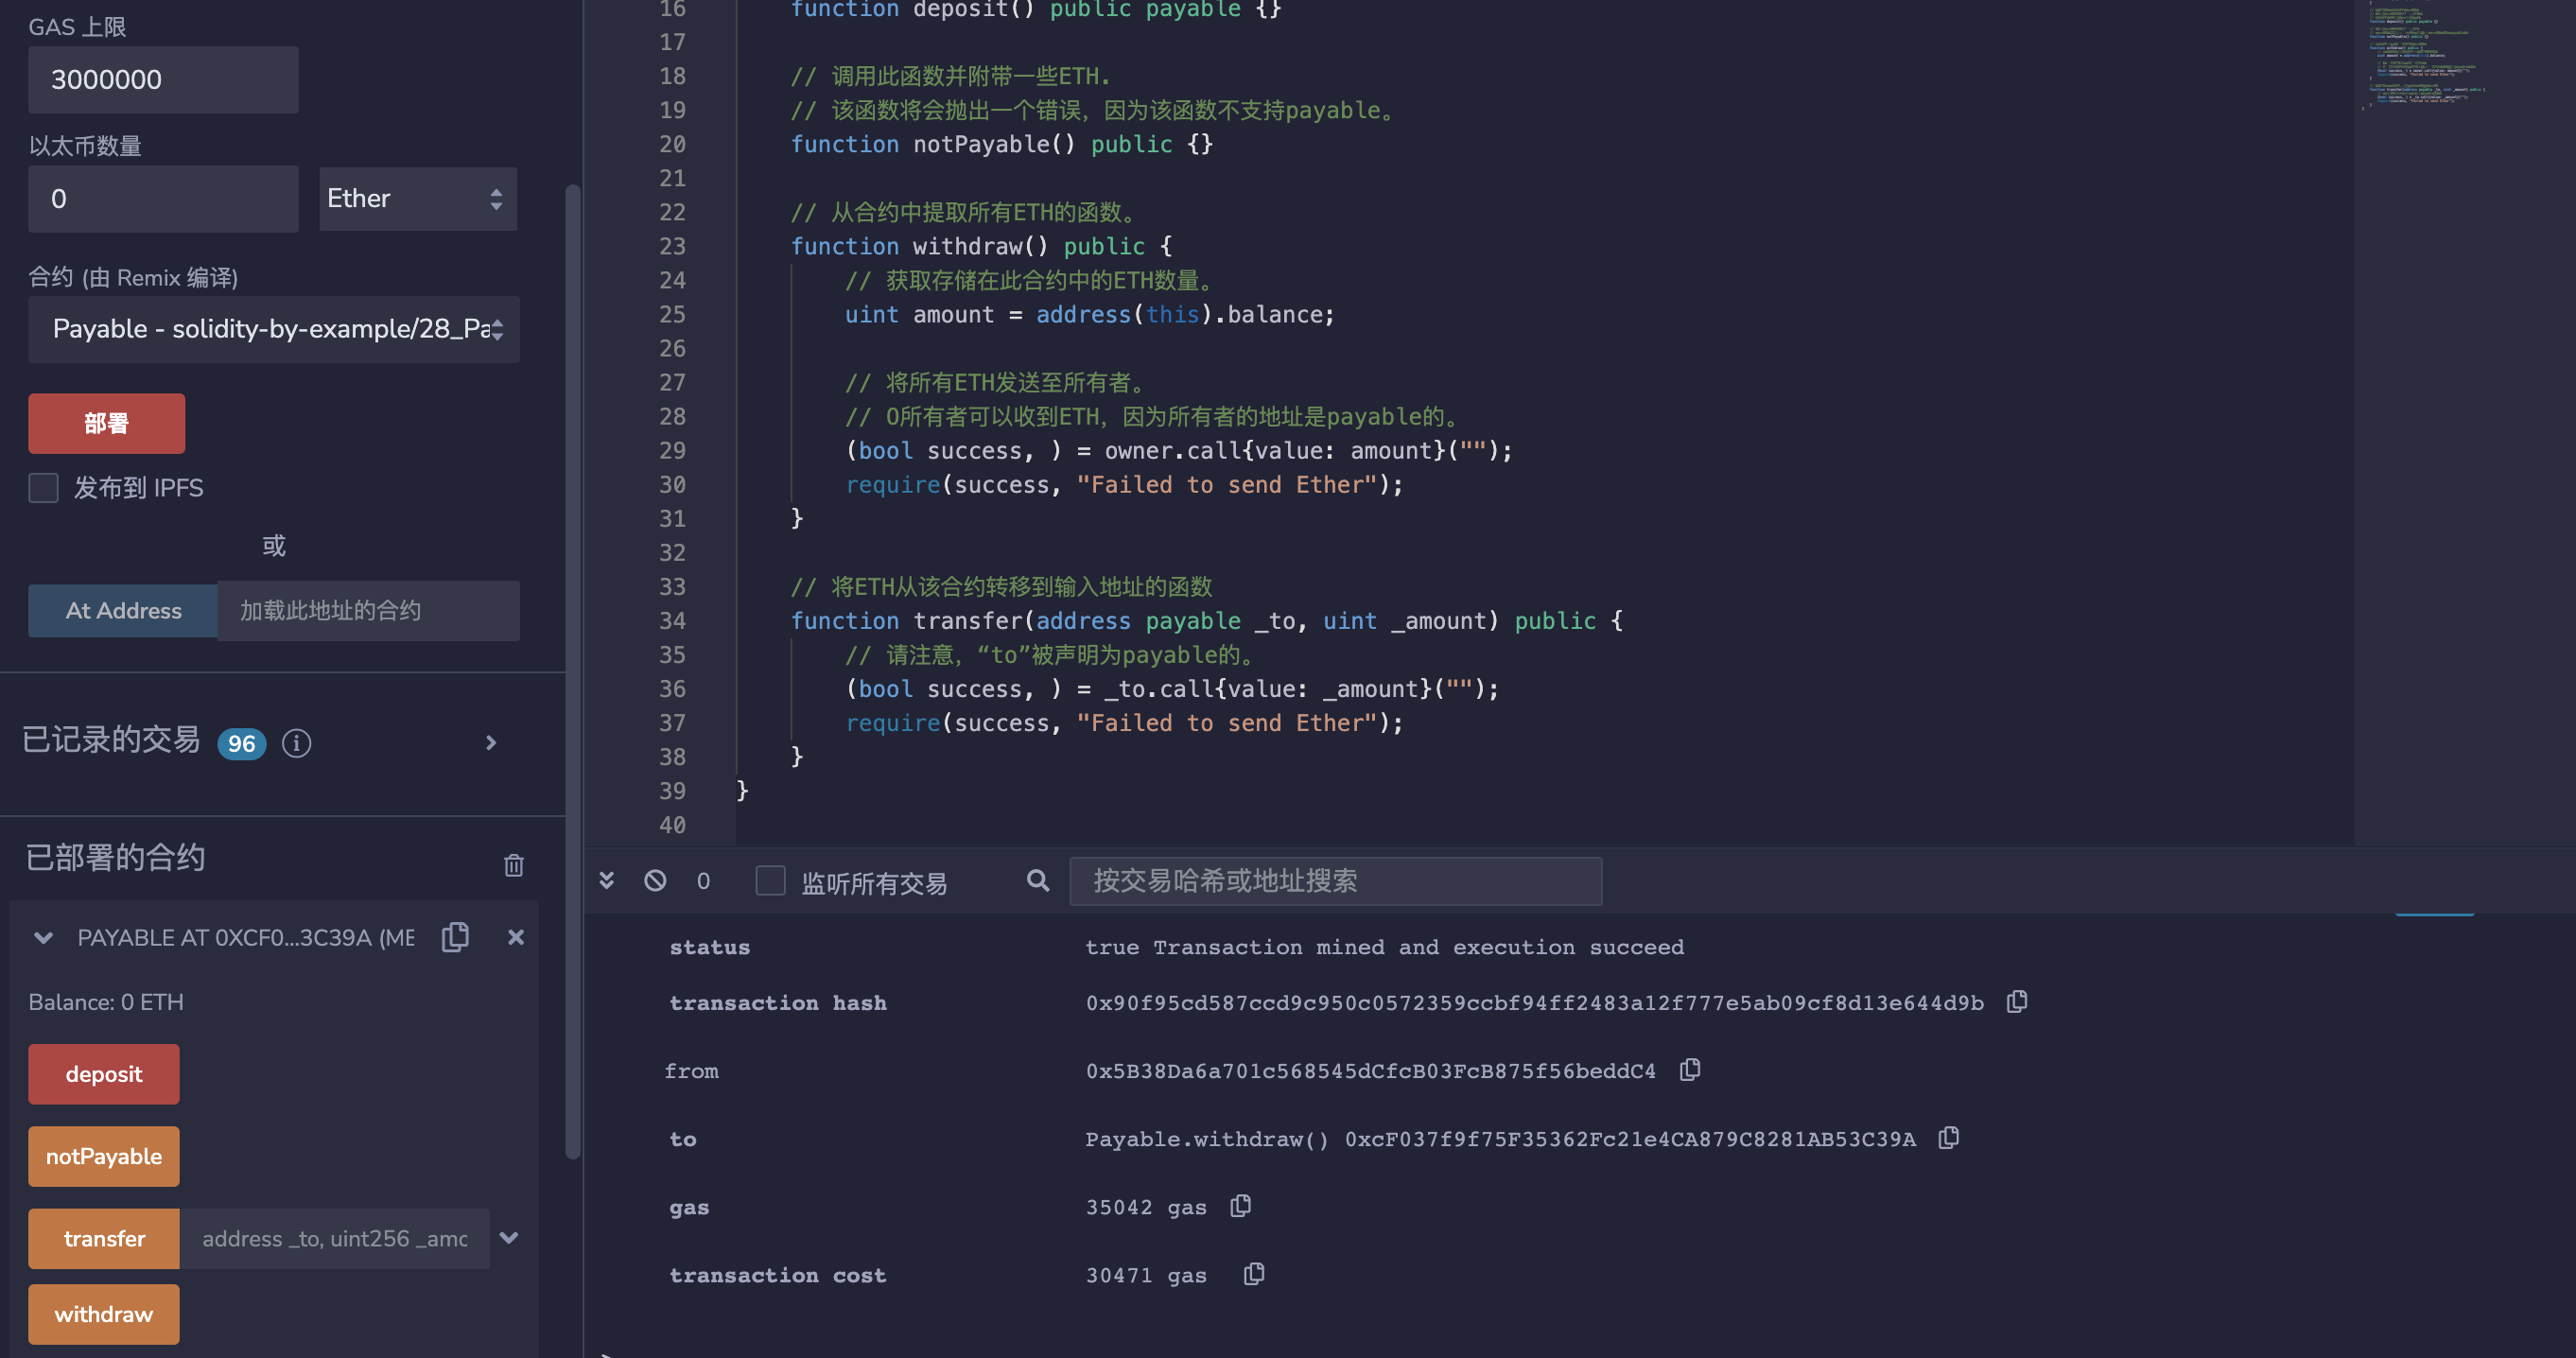 GAS 上限
3000000
以太币数量
0
Ether
合约 (由 Remix 编译)
Payable - solidity-by-example/28_Pa
部署
发布到 IPFS
或
At Address
加载此地址的合约
已记录的交易 96
已部署的合约
PAYABLE AT 0XCF0...3C39A (ME
Balance: 0 ETH
deposit
notPayable
transfer
address _to, uint256 _amo
withdraw
16 function deposit() public payable {}
17
18 // 调用此函数并附带一些ETH.
19 // 该函数将会抛出一个错误，因为该函数不支持payable。
20 function notPayable() public {}
21
22 // 从合约中提取所有ETH的函数。
23 function withdraw() public {
24 // 获取存储在此合约中的ETH数量。
25 uint amount = address(this).balance;
26
27 // 将所有ETH发送至所有者。
28 // O所有者可以收到ETH，因为所有者的地址是payable的。
29 (bool success, ) = owner.call{value: amount}("");
30 require(success, "Failed to send Ether");
31 }
32
33 // 将ETH从该合约转移到输入地址的函数
34 function transfer(address payable _to, uint _amount) public {
35 // 请注意，“to”被声明为payable的。
36 (bool success, ) = _to.call{value: _amount}("");
37 require(success, "Failed to send Ether");
38 }
39 }
40
0
监听所有交易
按交易哈希或地址搜索
status true Transaction mined and execution succeed
transaction hash 0x90f95cd587ccd9c950c0572359ccbf94ff2483a12f777e5ab09cf8d13e644d9b
from 0x5B38Da6a701c568545dCfcB03FcB875f56beddC4
to Payable.withdraw() 0xcF037f9f75F35362Fc21e4CA879C8281AB53C39A
gas 35042 gas
transaction cost 30471 gas